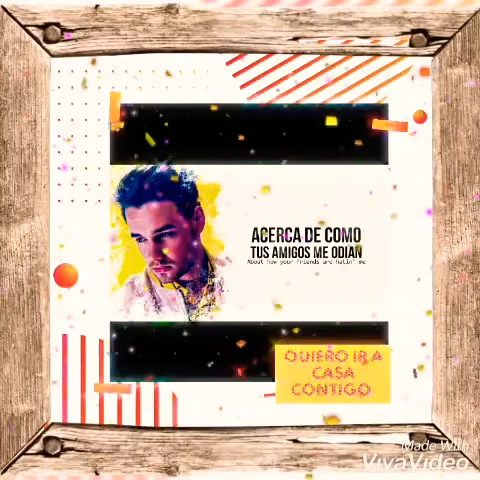 ACERCA DE COMO
TUS AMIGOS ME ODIAN
About how your friends are hatin' me
QUIERO IR A
CASA
CONTIGO
Made With
VivaVideo